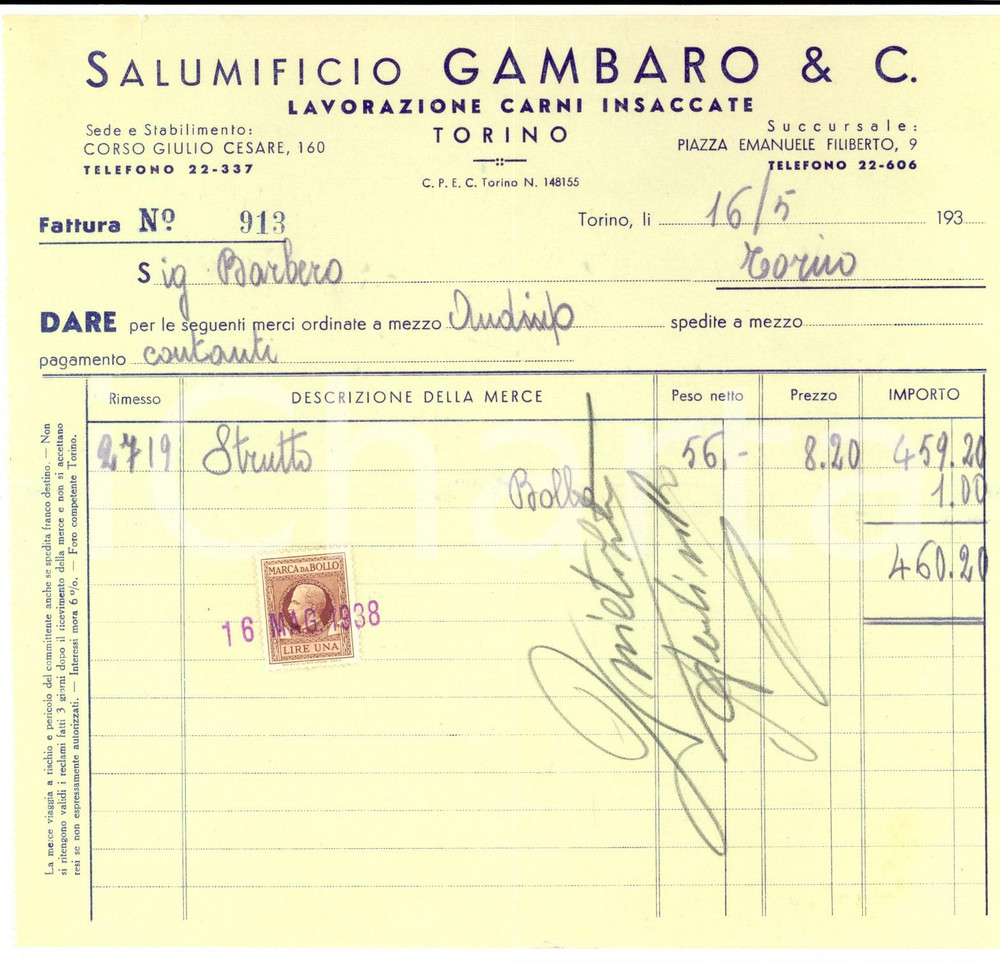 SALUMIFICIO GAMBARO & C.
LAVORAZIONE CARNI INSACCATE
TORINO
Sede e Stabilimento:
CORSO GIULIO CESARE, 160
TELEFONO 22-337
Succursale:
PIAZZA EMANUELE FILIBERTO, 9
TELEFONO 22-606
C. P. E. C. Torino N. 148155
Fattura Nº 913
Torino, li 16/5 193
Sig Barbero Torino
DARE per le seguenti merci ordinate a mezzo spedite a mezzo
pagamento contanti
Rimesso DESCRIZIONE DELLA MERCE Peso netto Prezzo IMPORTO
2719 Strutto 56,- 8.20 459.20
Bollo 1.00
460.20
MARCA DA BOLLO
16 MAG. 1938
LIRE UNA
La merce viaggia a rischio e pericolo del committente anche se spedita franco destino. — Non
si ritengono validi i reclami fatti 3 giorni dopo il ricevimento della merce e non si accettano
resi se non espressamente autorizzati. — Interessi mora 6 %. — Foro competente Torino.
Charta